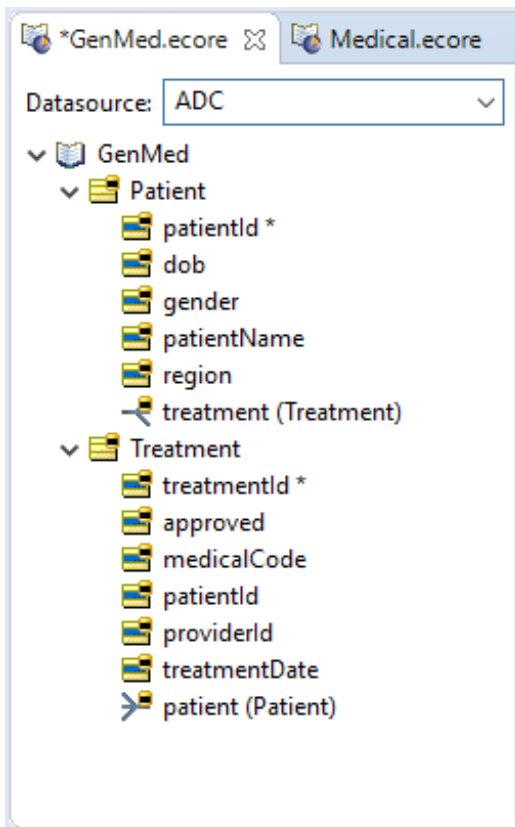 *GenMed.ecore Medical.ecore
Datasource: ADC
GenMed
Patient
patientId *
dob
gender
patientName
region
treatment (Treatment)
Treatment
treatmentId *
approved
medicalCode
patientId
providerId
treatmentDate
patient (Patient)